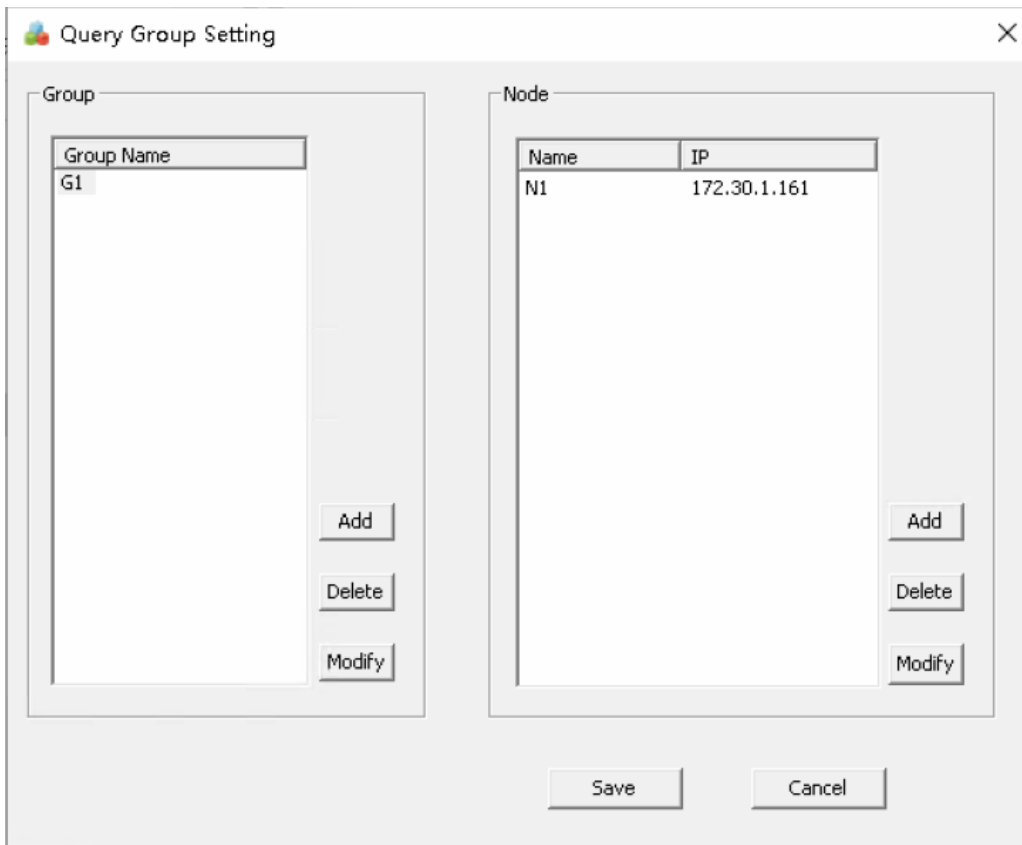 Query Group Setting
Group
Group Name
G1
Add
Delete
Modify
Node
Name IP
N1 172.30.1.161
Add
Delete
Modify
Save Cancel